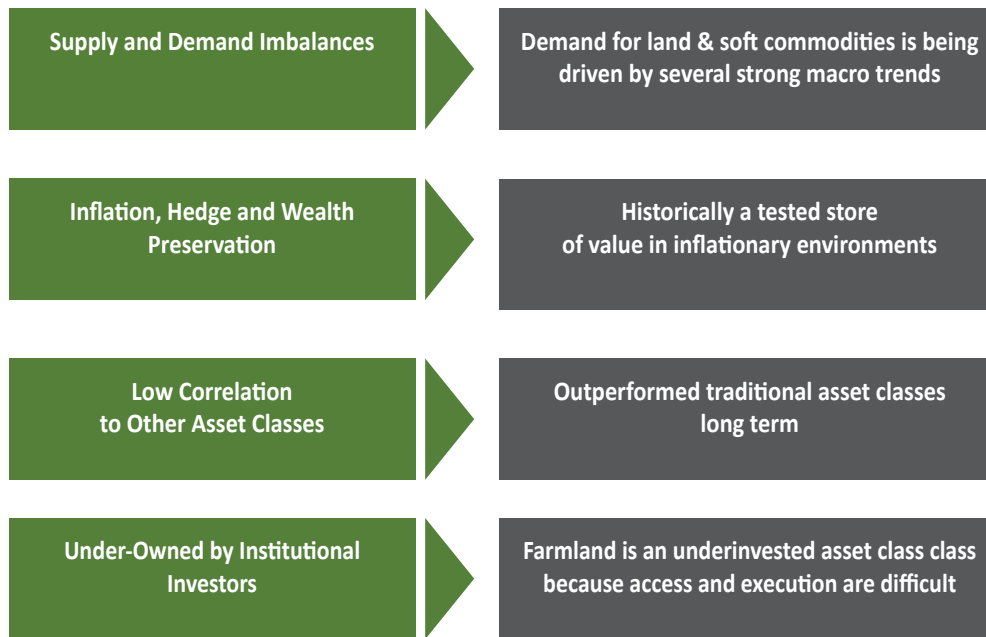 Supply and Demand Imbalances
Demand for land & soft commodities is being
driven by several strong macro trends
Inflation, Hedge and Wealth
Preservation
Historically a tested store
of value in inflationary environments
Low Correlation
to Other Asset Classes
Outperformed traditional asset classes
long term
Under-Owned by Institutional
Investors
Farmland is an underinvested asset class class
because access and execution are difficult